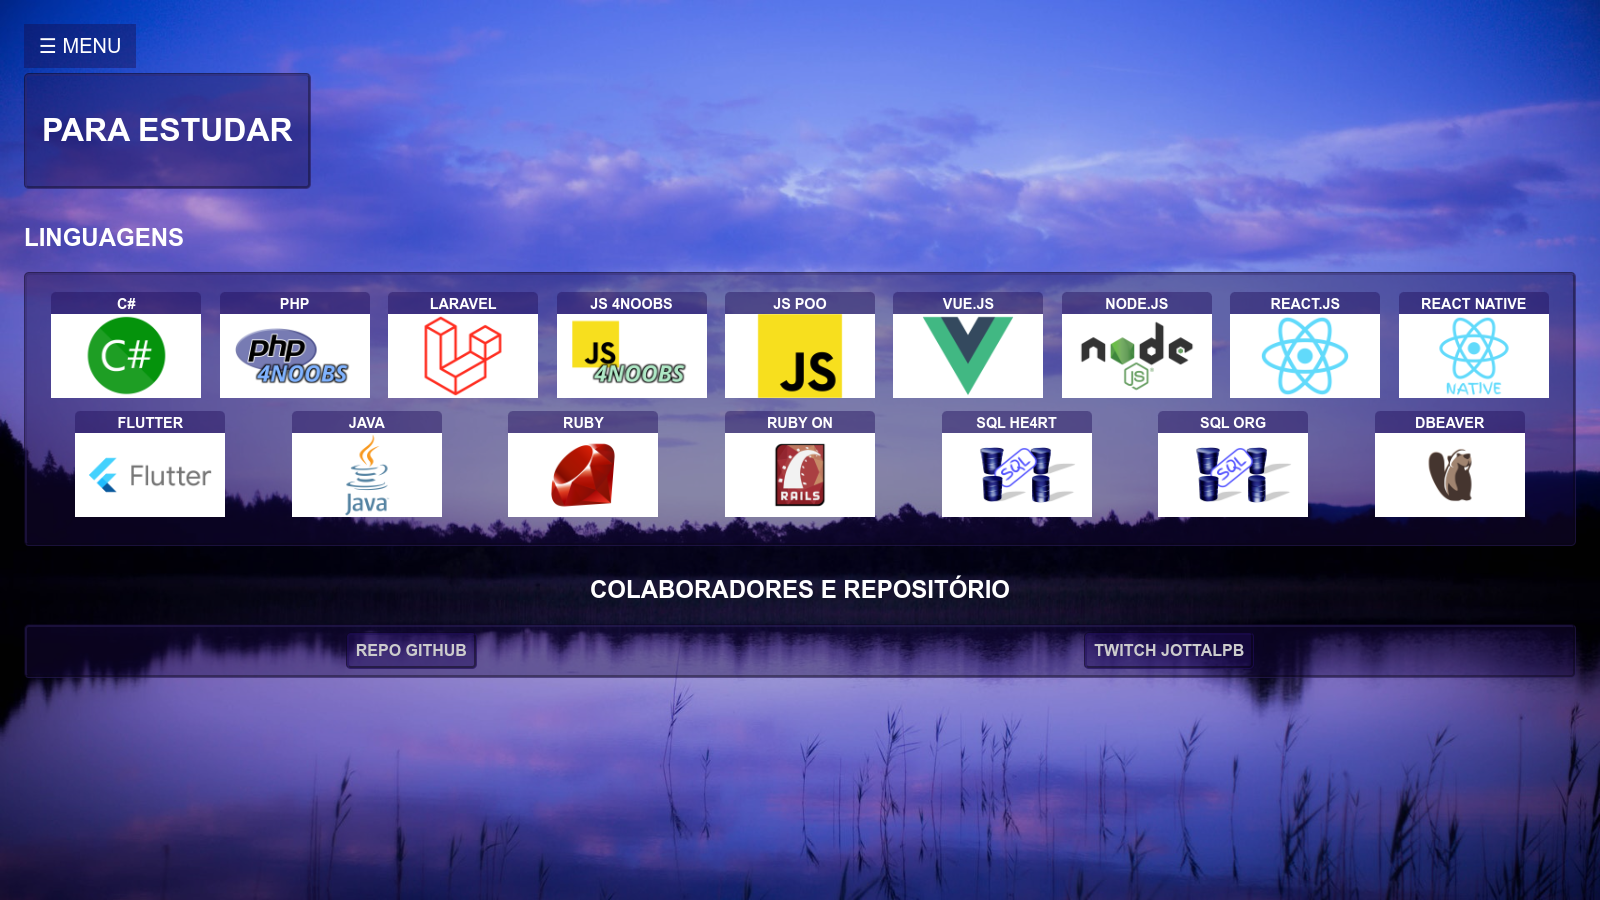 ☰ MENU
PARA ESTUDAR
LINGUAGENS
C#
PHP
LARAVEL
JS 4NOOBS
JS POO
VUE.JS
NODE.JS
REACT.JS
REACT NATIVE
C#
php
4NOOBS
JS
4NOOBS
JS
node
JS
NATIVE
FLUTTER
JAVA
RUBY
RUBY ON
SQL HE4RT
SQL ORG
DBEAVER
Flutter
Java
RAILS
SQL
SQL
COLABORADORES E REPOSITÓRIO
REPO GITHUB
TWITCH JOTTALPB